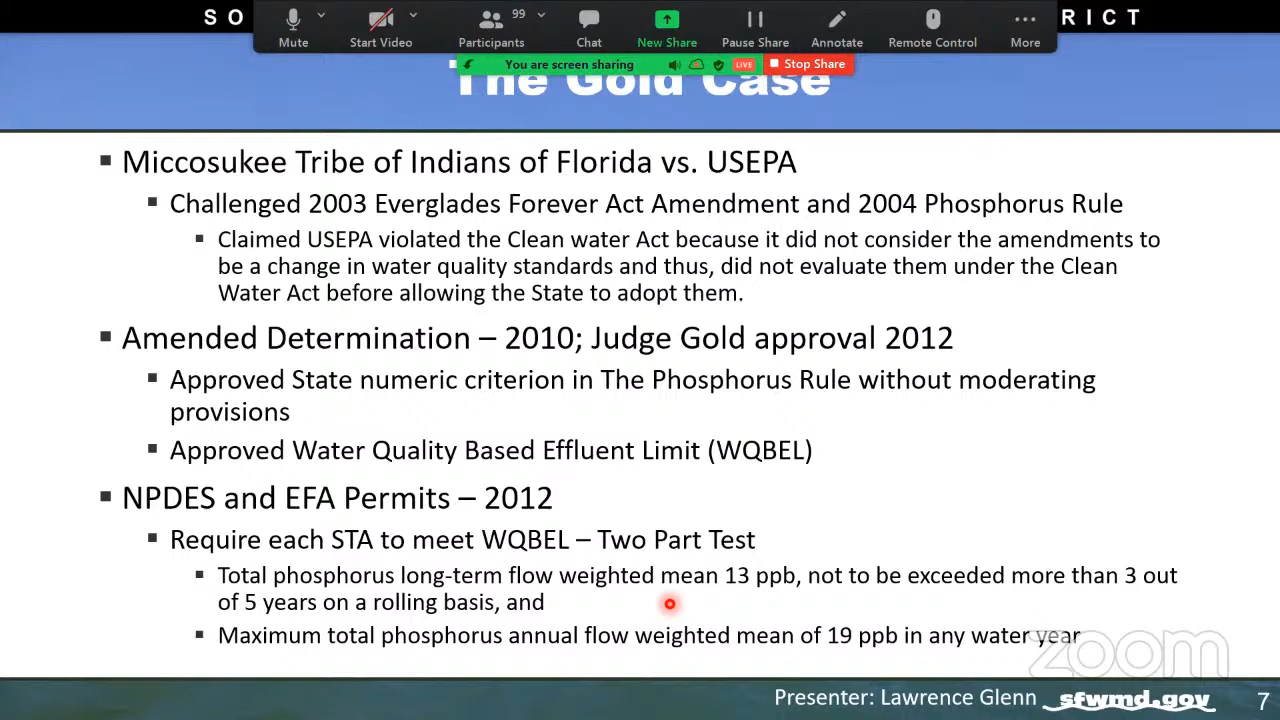 SO
RICT
Mute
Start Video
99
Participants
Chat
New Share
Pause Share
Annotate
Remote Control
More
You are screen sharing
LIVE
Stop Share
The Gold Case
Miccosukee Tribe of Indians of Florida vs. USEPA
Challenged 2003 Everglades Forever Act Amendment and 2004 Phosphorus Rule
Claimed USEPA violated the Clean water Act because it did not consider the amendments to
be a change in water quality standards and thus, did not evaluate them under the Clean
Water Act before allowing the State to adopt them.
Amended Determination – 2010; Judge Gold approval 2012
Approved State numeric criterion in The Phosphorus Rule without moderating
provisions
Approved Water Quality Based Effluent Limit (WQBEL)
NPDES and EFA Permits – 2012
Require each STA to meet WQBEL – Two Part Test
Total phosphorus long-term flow weighted mean 13 ppb, not to be exceeded more than 3 out
of 5 years on a rolling basis, and
Maximum total phosphorus annual flow weighted mean of 19 ppb in any water year
zoom
Presenter: Lawrence Glenn
sfwmd.gov
7